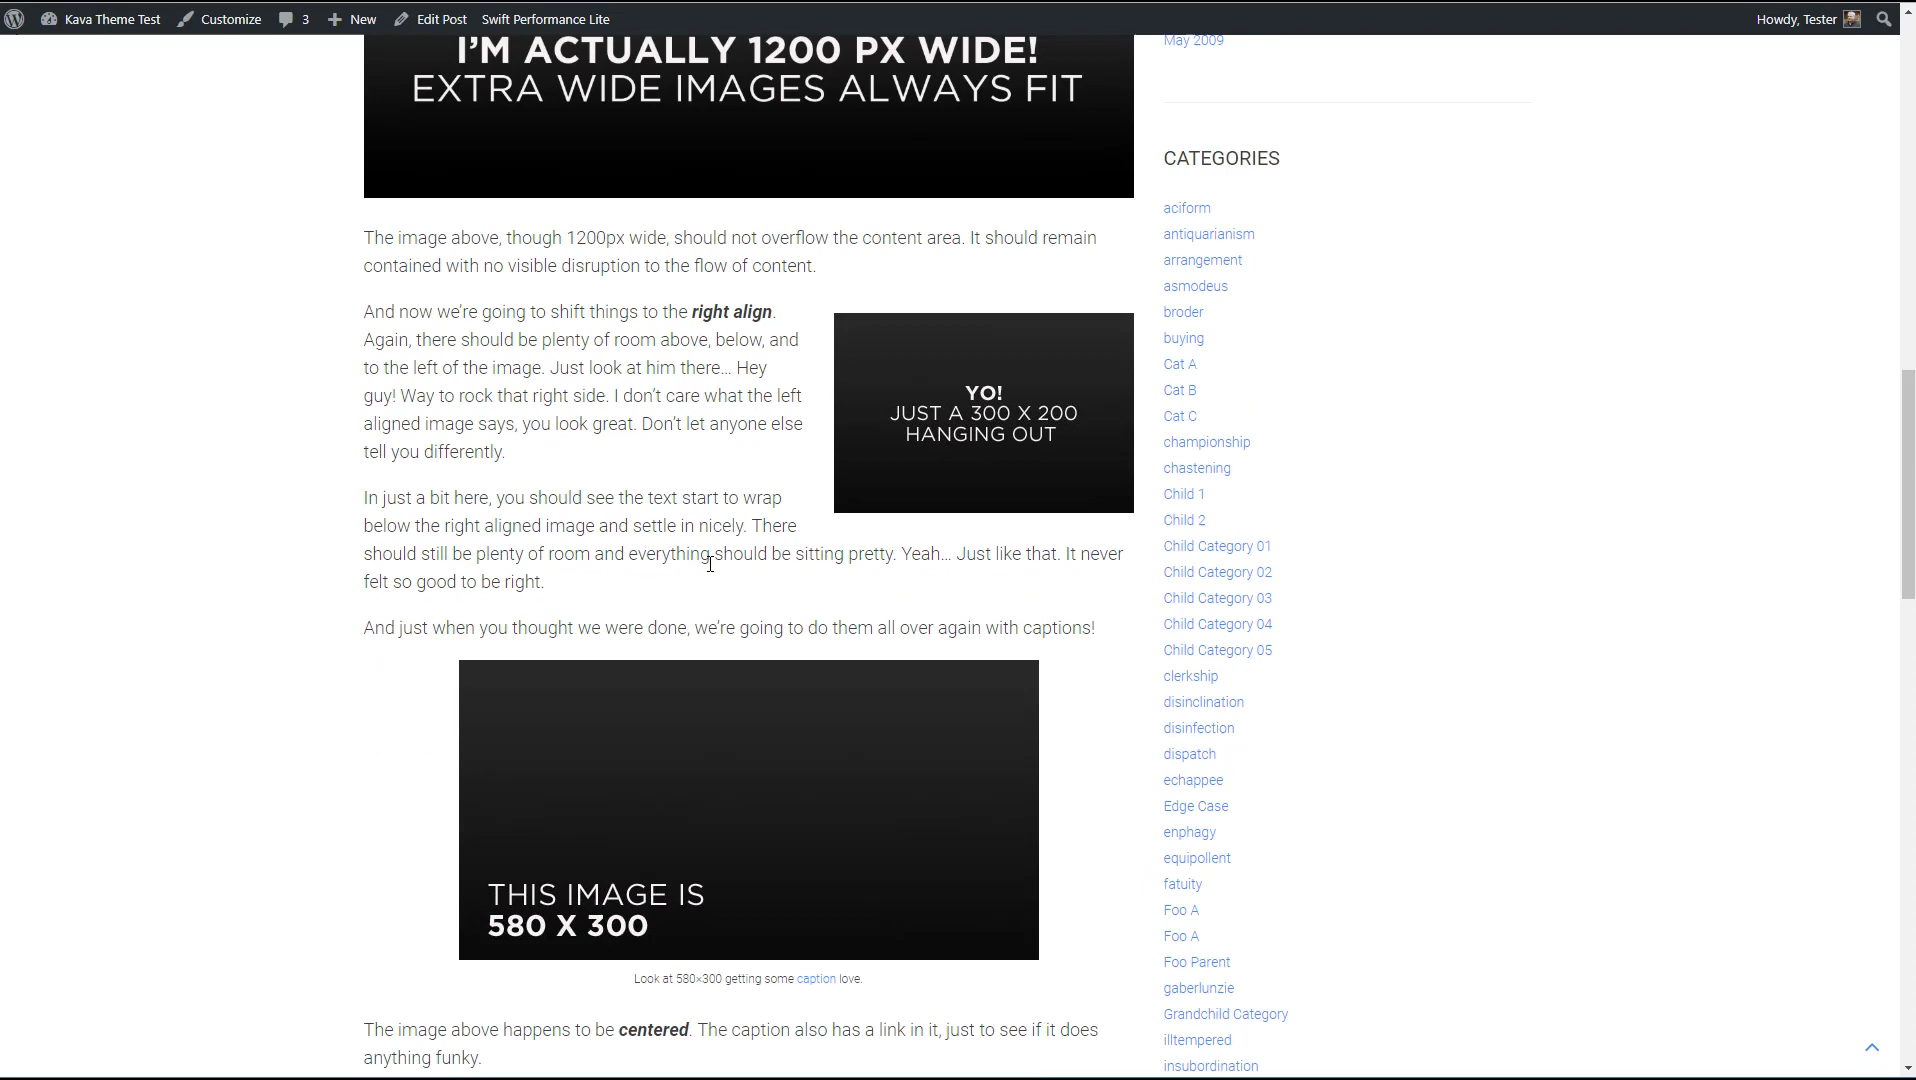 Kava Theme Test
Customize
3
New
Edit Post
Swift Performance Lite
Howdy, Tester
I'M ACTUALLY 1200 PX WIDE!
EXTRA WIDE IMAGES ALWAYS FIT
The image above, though 1200px wide, should not overflow the content area. It should remain
contained with no visible disruption to the flow of content.
And now we’re going to shift things to the right align.
Again, there should be plenty of room above, below, and
to the left of the image. Just look at him there… Hey
guy! Way to rock that right side. I don’t care what the left
aligned image says, you look great. Don’t let anyone else
tell you differently.
YO!
JUST A 300 X 200
HANGING OUT
In just a bit here, you should see the text start to wrap
below the right aligned image and settle in nicely. There
should still be plenty of room and everything should be sitting pretty. Yeah… Just like that. It never
felt so good to be right.
And just when you thought we were done, we’re going to do them all over again with captions!
THIS IMAGE IS
580 X 300
Look at 580×300 getting some caption love.
The image above happens to be centered. The caption also has a link in it, just to see if it does
anything funky.
May 2009
CATEGORIES
aciform
antiquarianism
arrangement
asmodeus
broder
buying
Cat A
Cat B
Cat C
championship
chastening
Child 1
Child 2
Child Category 01
Child Category 02
Child Category 03
Child Category 04
Child Category 05
clerkship
disinclination
disinfection
dispatch
echappee
Edge Case
enphagy
equipollent
fatuity
Foo A
Foo A
Foo Parent
gaberlunzie
Grandchild Category
illtempered
insubordination